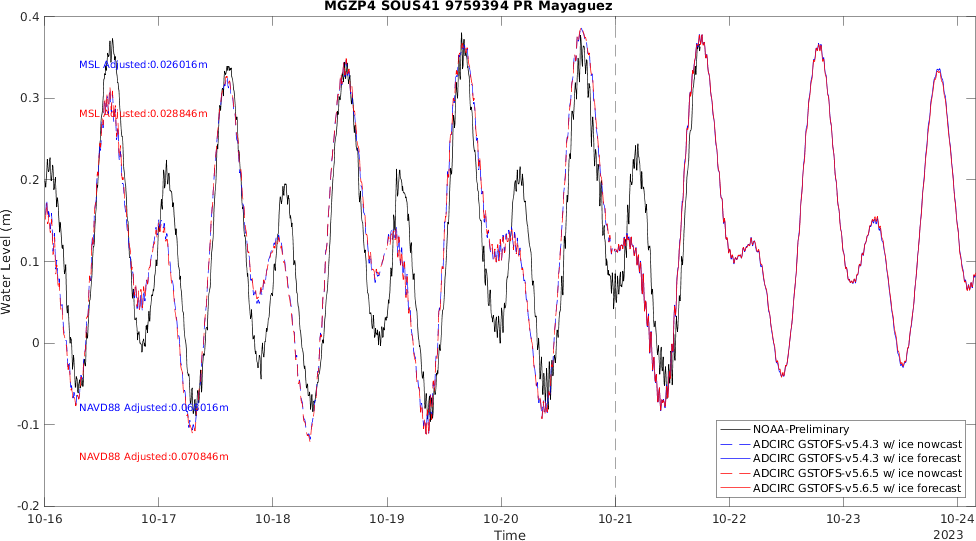 MGZP4 SOUS41 9759394 PR Mayaguez
0.4
MSL Adjusted:0.026016m
0.3
MSL Adjusted:0.028846m
0.2
Water Level (m)
0.1
0
NAVD88 Adjusted:0.068016m
-0.1
NAVD88 Adjusted:0.070846m
-0.2
NOAA-Preliminary
ADCIRC GSTOFS-v5.4.3 w/ ice nowcast
ADCIRC GSTOFS-v5.4.3 w/ ice forecast
ADCIRC GSTOFS-v5.6.5 w/ ice nowcast
ADCIRC GSTOFS-v5.6.5 w/ ice forecast
10-16 10-17 10-18 10-19 10-20 10-21 10-22 10-23 10-24
Time
2023